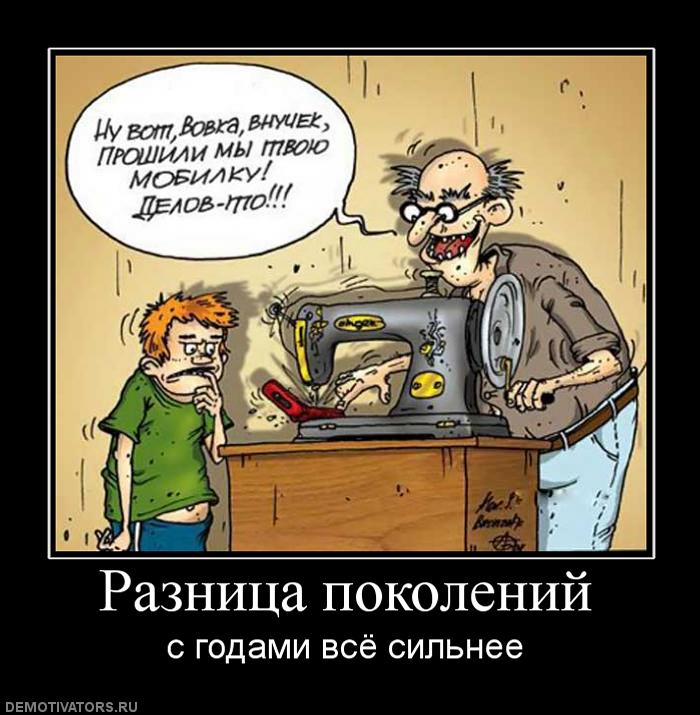 Ну вот, Вовка, внучек,
прошили мы твою
мобилку!
Делов-то!!!
Разница поколений
с годами всё сильнее
DEMOTIVATORS.RU